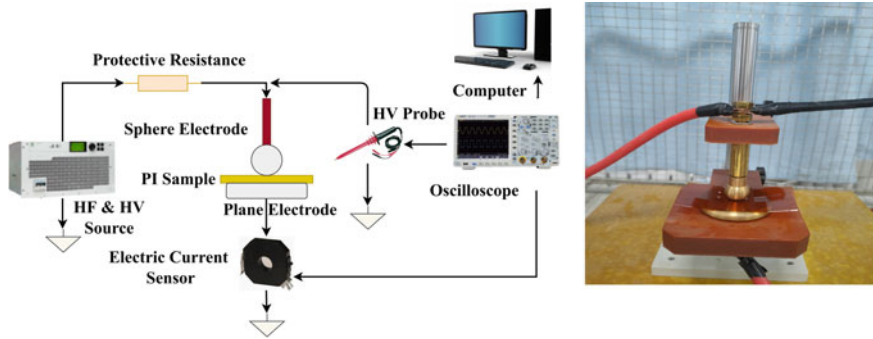 Protective Resistance
Computer
HV Probe
Sphere Electrode
PI Sample
Oscilloscope
Plane Electrode
HF & HV
Source
Electric Current
Sensor